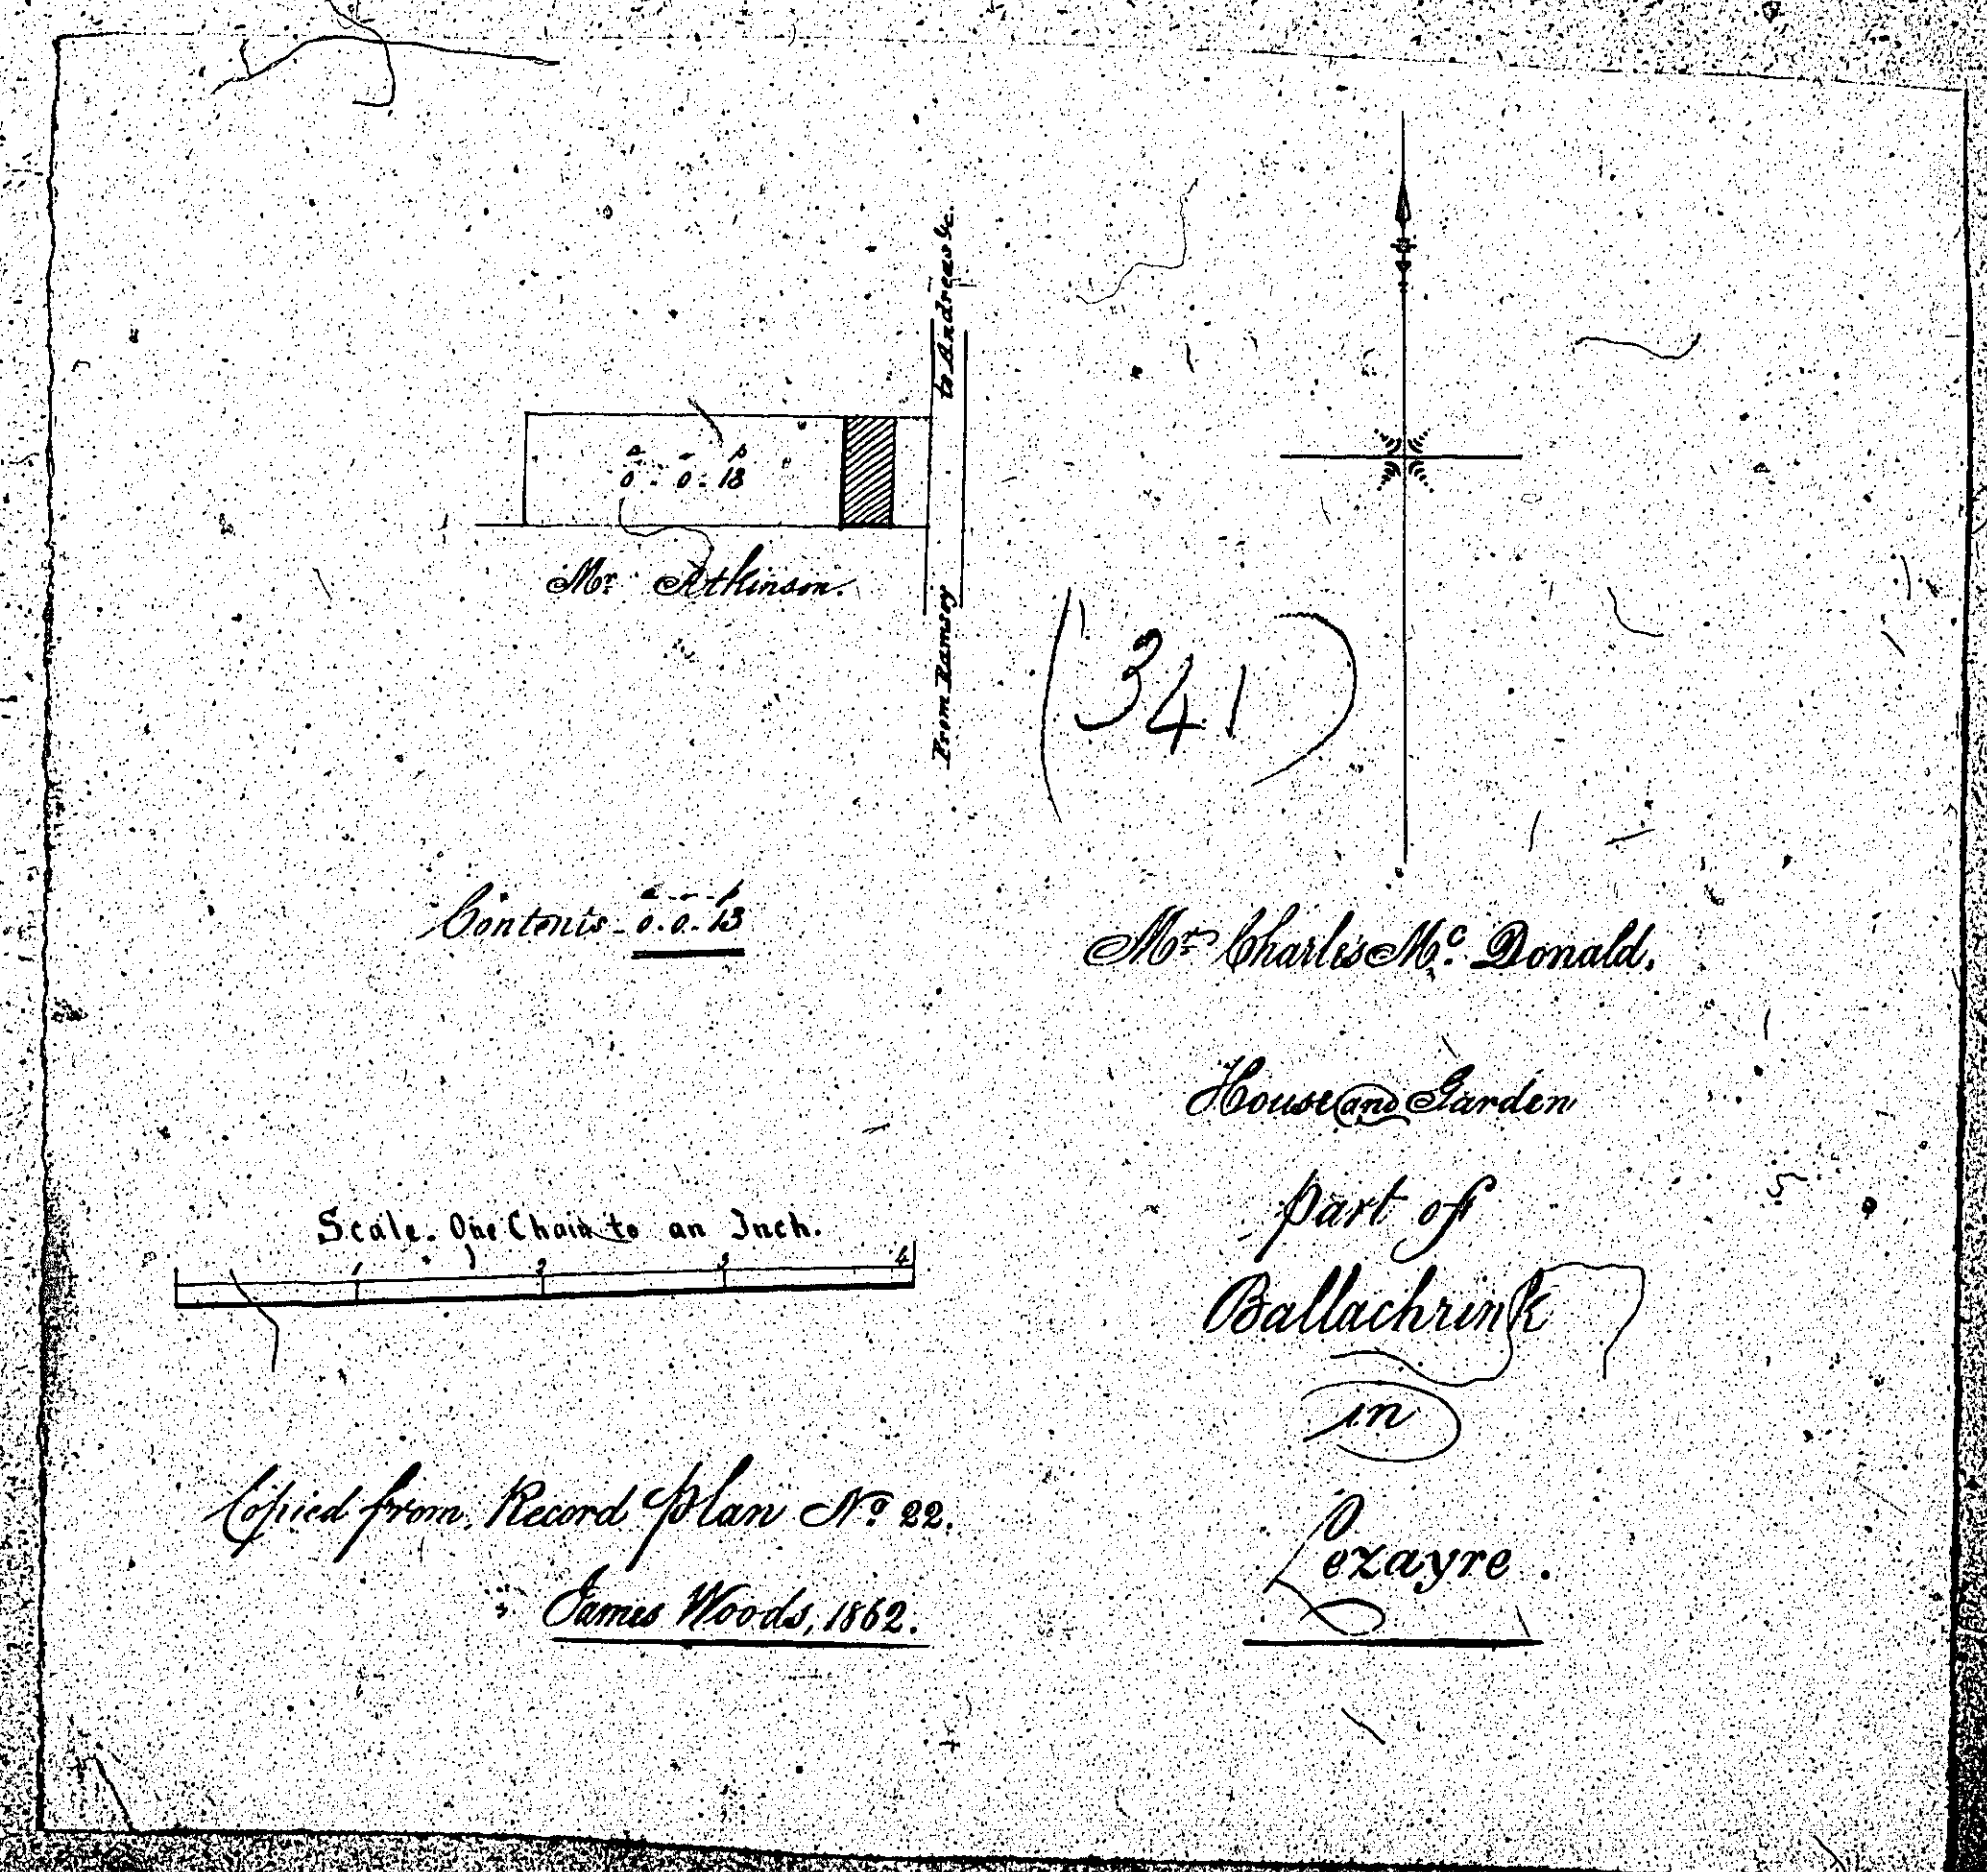 to Andreas &c.
a - r - p
0 . 0 . 13
Mr. Atkinson.
From Ramsey
(341)
a - r - p
Contents - 0 . 0 . 13
Mr. Charles Mc. Donald.
House and Garden
part of
Ballachrink
in
Lezayre.
Scale. One Chain to an Inch.
1 2 3 4
Copied from Record plan No 22.
James Woods, 1862.